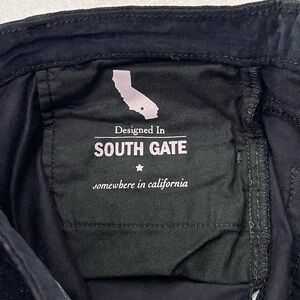 Designed In
SOUTH GATE
somewhere in california